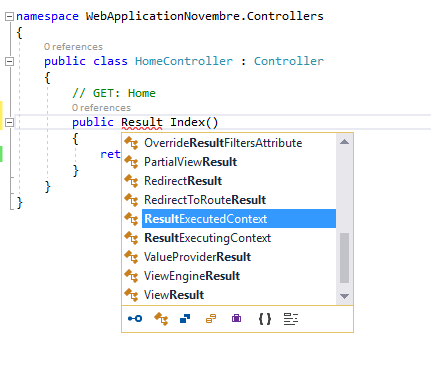 namespace WebApplicationNovembre.Controllers
{
0 references
public class HomeController : Controller
{
// GET: Home
0 references
public Result Index()
{
ret
}
}
}
OverrideResultFiltersAttribute
PartialViewResult
RedirectResult
RedirectToRouteResult
ResultExecutedContext
ResultExecutingContext
ValueProviderResult
ViewEngineResult
ViewResult
{ }